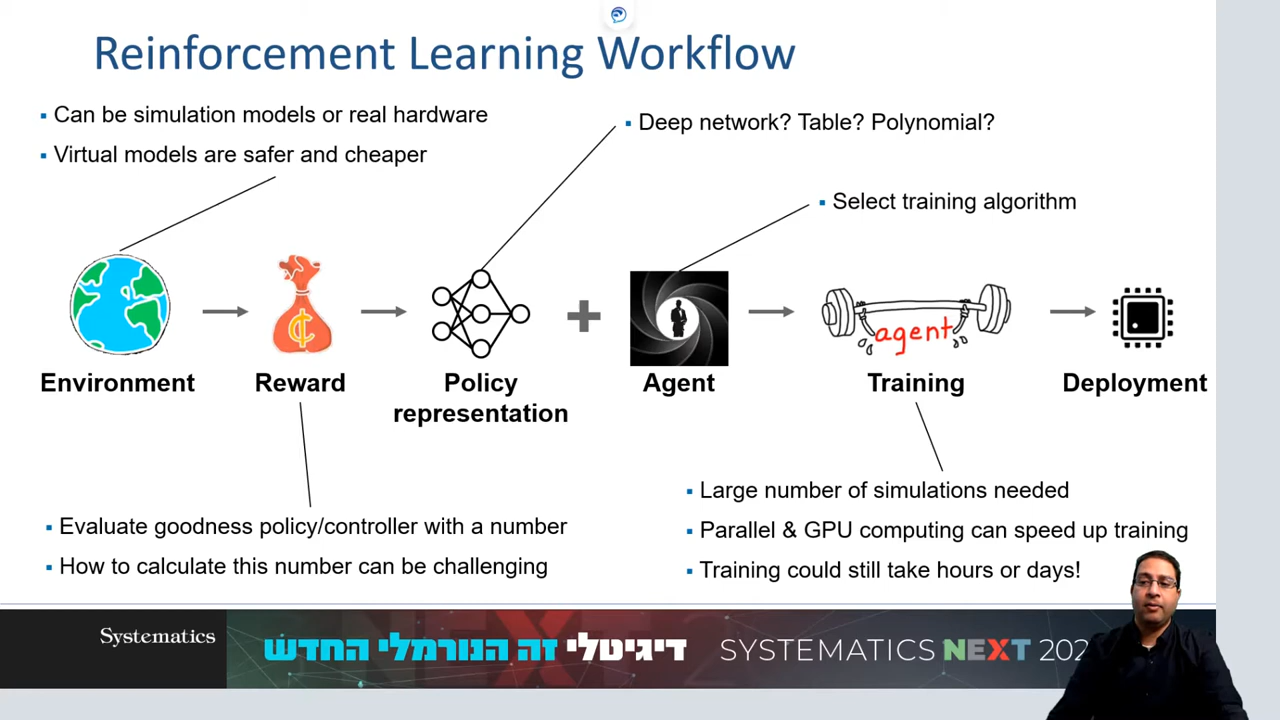 Reinforcement Learning Workflow
▪ Can be simulation models or real hardware
▪ Virtual models are safer and cheaper
▪ Deep network? Table? Polynomial?
▪ Select training algorithm
agent
Environment
Reward
Policy
representation
Agent
Training
Deployment
▪ Evaluate goodness policy/controller with a number
▪ How to calculate this number can be challenging
▪ Large number of simulations needed
▪ Parallel & GPU computing can speed up training
▪ Training could still take hours or days!
Systematics
דיגיטלי זה הנורמלי החדש
SYSTEMATICS NEXT 202